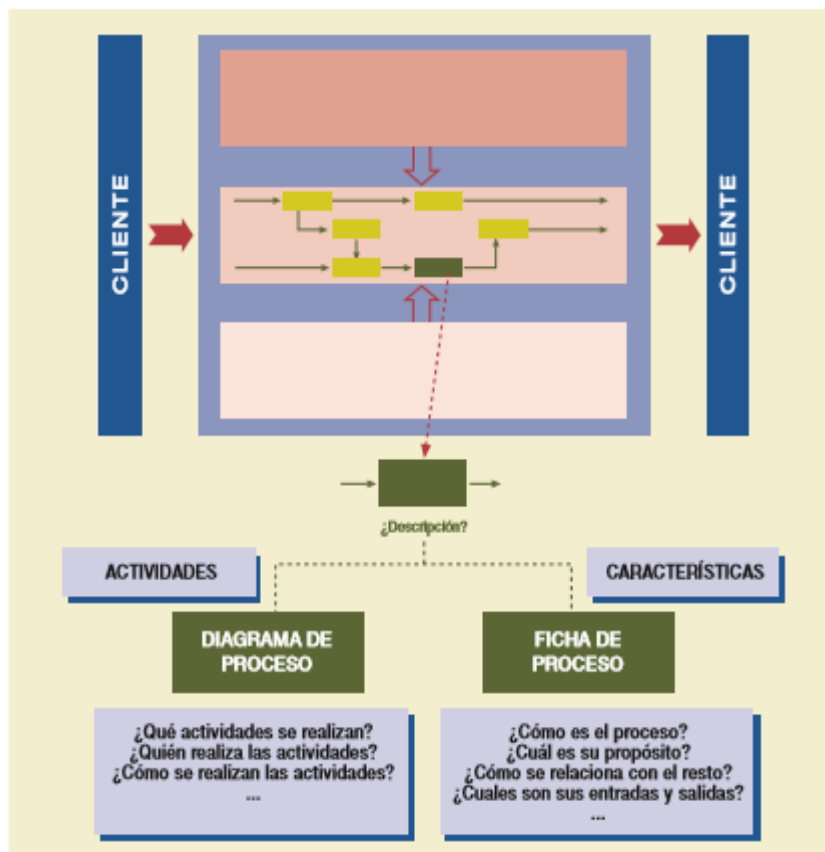 CLIENTE
CLIENTE
¿Descripción?
ACTIVIDADES
CARACTERÍSTICAS
DIAGRAMA DE
PROCESO
FICHA DE
PROCESO
¿Qué actividades se realizan?
¿Quién realiza las actividades?
¿Cómo se realizan las actividades?
...
¿Cómo es el proceso?
¿Cuál es su propósito?
¿Cómo se relaciona con el resto?
¿Cuales son sus entradas y salidas?
...